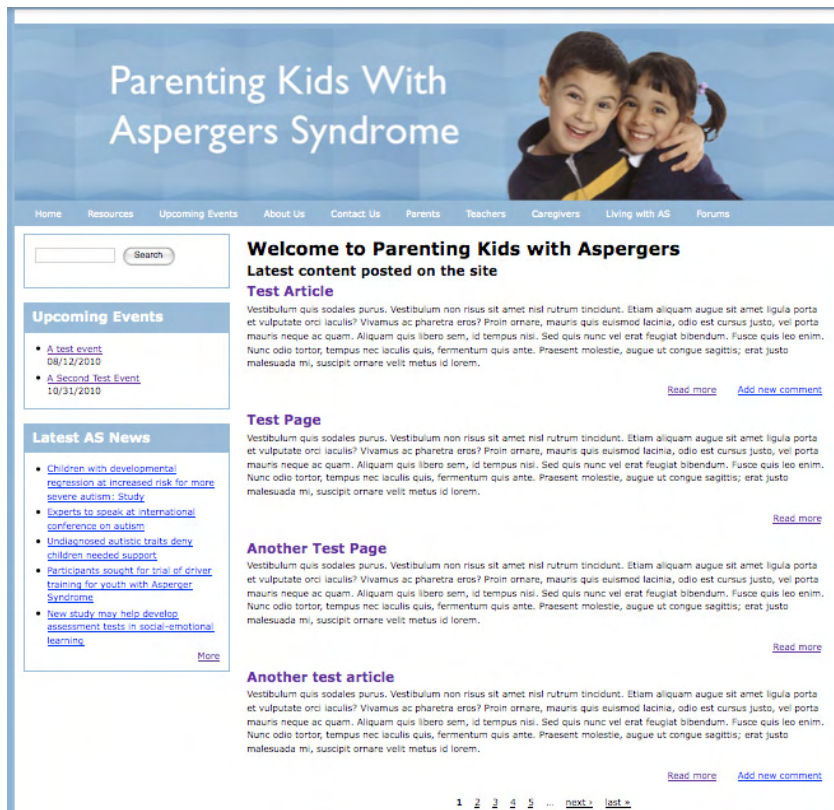 Parenting Kids With
Aspergers Syndrome
Home Resources Upcoming Events About Us Contact Us Parents Teachers Caregivers Living with AS Forums
Search
Upcoming Events
A test event
08/12/2010
A Second Test Event
10/31/2010
Latest AS News
Children with developmental
regression at increased risk for more
severe autism: Study
Experts to speak at international
conference on autism
Undiagnosed autistic traits deny
children needed support
Participants sought for trial of driver
training for youth with Asperger
Syndrome
New study may help develop
assessment tests in social-emotional
learning
More
Welcome to Parenting Kids with Aspergers
Latest content posted on the site
Test Article
Vestibulum quis sodales purus. Vestibulum non risus sit amet nisl rutrum tincidunt. Etiam aliquam augue sit amet ligula porta
et vulputate orci iaculis? Vivamus ac pharetra eros? Proin ornare, mauris quis euismod lacinia, odio est cursus justo, vel porta
mauris neque ac quam. Aliquam quis libero sem, id tempus nisi. Sed quis nunc vel erat feugiat bibendum. Fusce quis leo enim.
Nunc odio tortor, tempus nec iaculis quis, fermentum quis ante. Praesent molestie, augue ut congue sagittis; erat justo
malesuada mi, suscipit ornare velit metus id lorem.
Read more Add new comment
Test Page
Vestibulum quis sodales purus. Vestibulum non risus sit amet nisl rutrum tincidunt. Etiam aliquam augue sit amet ligula porta
et vulputate orci iaculis? Vivamus ac pharetra eros? Proin ornare, mauris quis euismod lacinia, odio est cursus justo, vel porta
mauris neque ac quam. Aliquam quis libero sem, id tempus nisi. Sed quis nunc vel erat feugiat bibendum. Fusce quis leo enim.
Nunc odio tortor, tempus nec iaculis quis, fermentum quis ante. Praesent molestie, augue ut congue sagittis; erat justo
malesuada mi, suscipit ornare velit metus id lorem.
Read more
Another Test Page
Vestibulum quis sodales purus. Vestibulum non risus sit amet nisl rutrum tincidunt. Etiam aliquam augue sit amet ligula porta
et vulputate orci iaculis? Vivamus ac pharetra eros? Proin ornare, mauris quis euismod lacinia, odio est cursus justo, vel porta
mauris neque ac quam. Aliquam quis libero sem, id tempus nisi. Sed quis nunc vel erat feugiat bibendum. Fusce quis leo enim.
Nunc odio tortor, tempus nec iaculis quis, fermentum quis ante. Praesent molestie, augue ut congue sagittis; erat justo
malesuada mi, suscipit ornare velit metus id lorem.
Read more
Another test article
Vestibulum quis sodales purus. Vestibulum non risus sit amet nisl rutrum tincidunt. Etiam aliquam augue sit amet ligula porta
et vulputate orci iaculis? Vivamus ac pharetra eros? Proin ornare, mauris quis euismod lacinia, odio est cursus justo, vel porta
mauris neque ac quam. Aliquam quis libero sem, id tempus nisi. Sed quis nunc vel erat feugiat bibendum. Fusce quis leo enim.
Nunc odio tortor, tempus nec iaculis quis, fermentum quis ante. Praesent molestie, augue ut congue sagittis; erat justo
malesuada mi, suscipit ornare velit metus id lorem.
Read more Add new comment
1 2 3 4 5 … next › last »